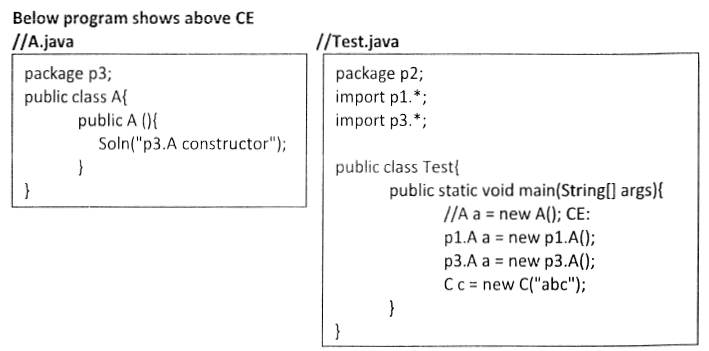 Below program shows above CE
//A.java
package p3;
public class A{
public A (){
Soln("p3.A constructor");
}
}
//Test.java
package p2;
import p1.*;
import p3.*;
public class Test{
public static void main(String[] args){
//A a = new A(); CE:
p1.A a = new p1.A();
p3.A a = new p3.A();
C c = new C("abc");
}
}